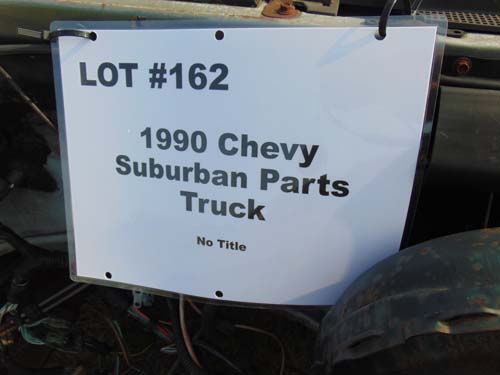 LOT #162
1990 Chevy
Suburban Parts
Truck
No Title